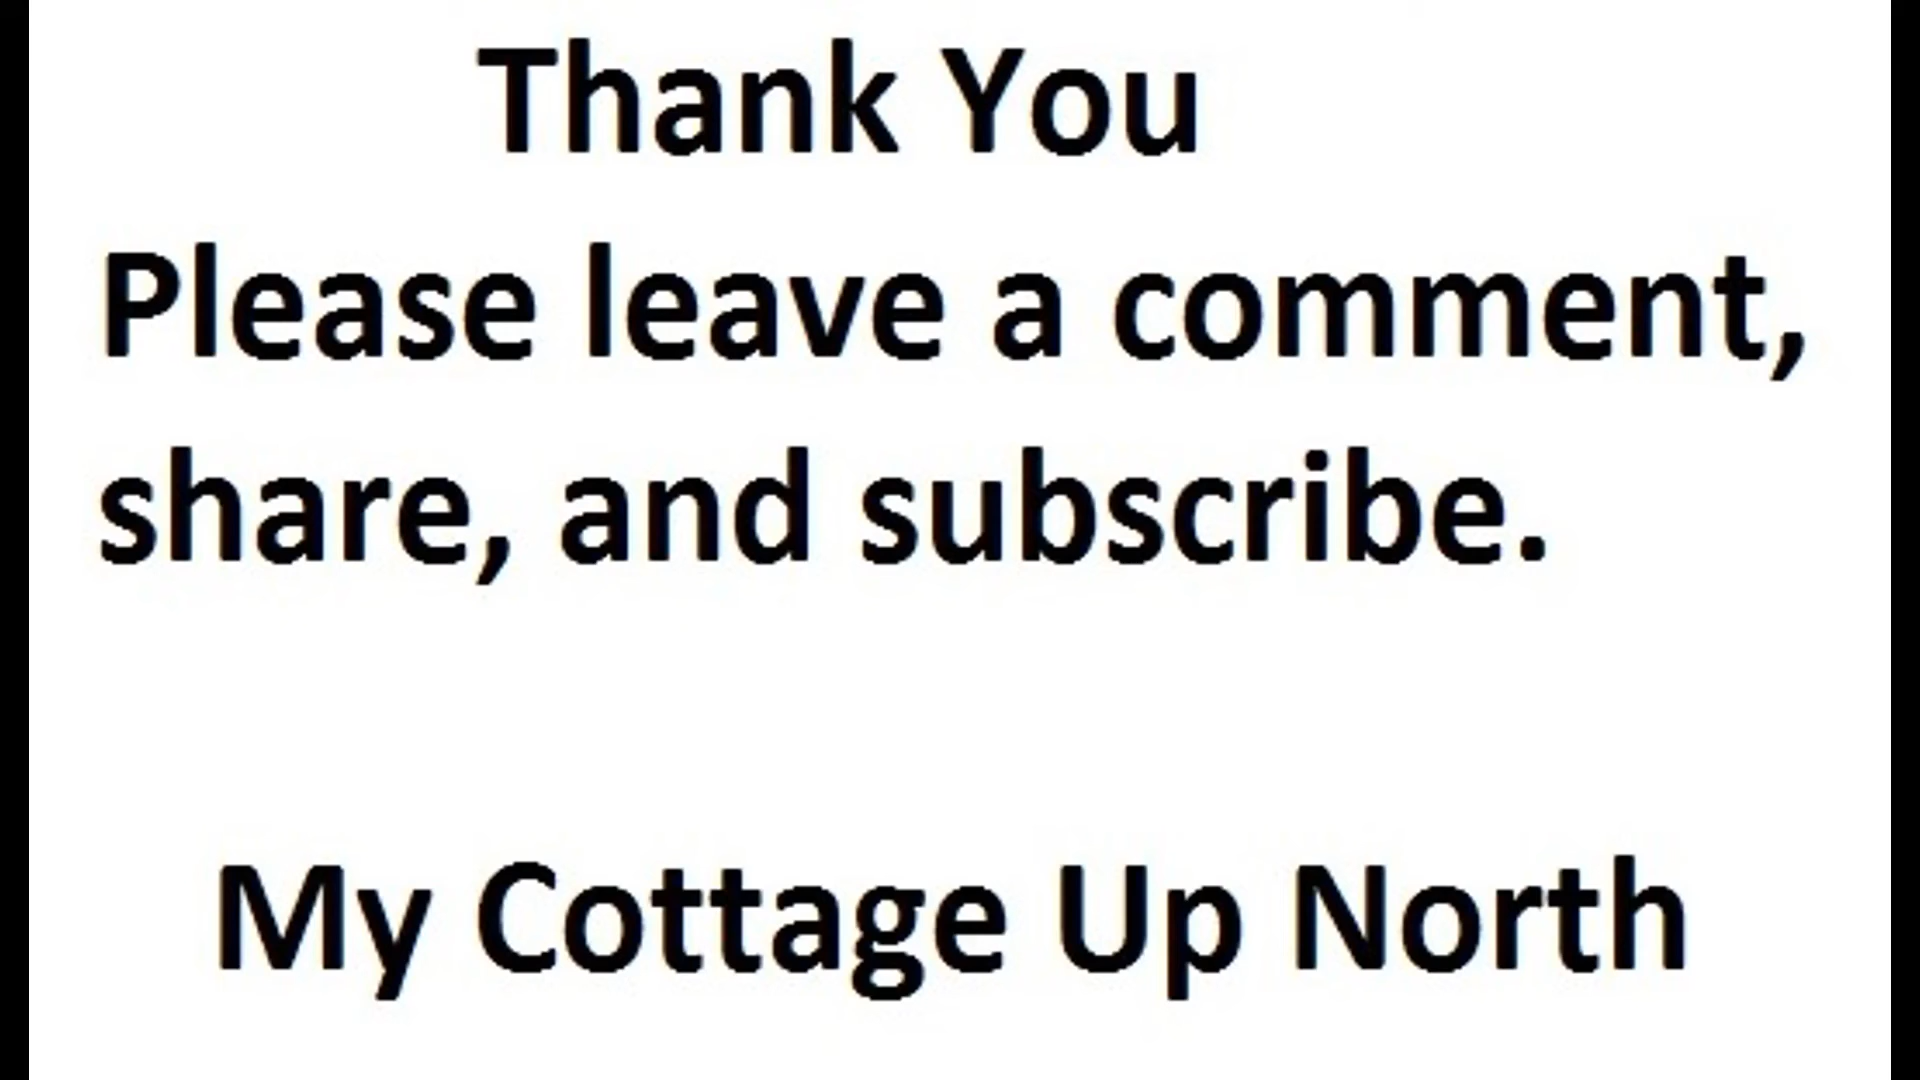 Thank You
Please leave a comment,
share, and subscribe.
My Cottage Up North